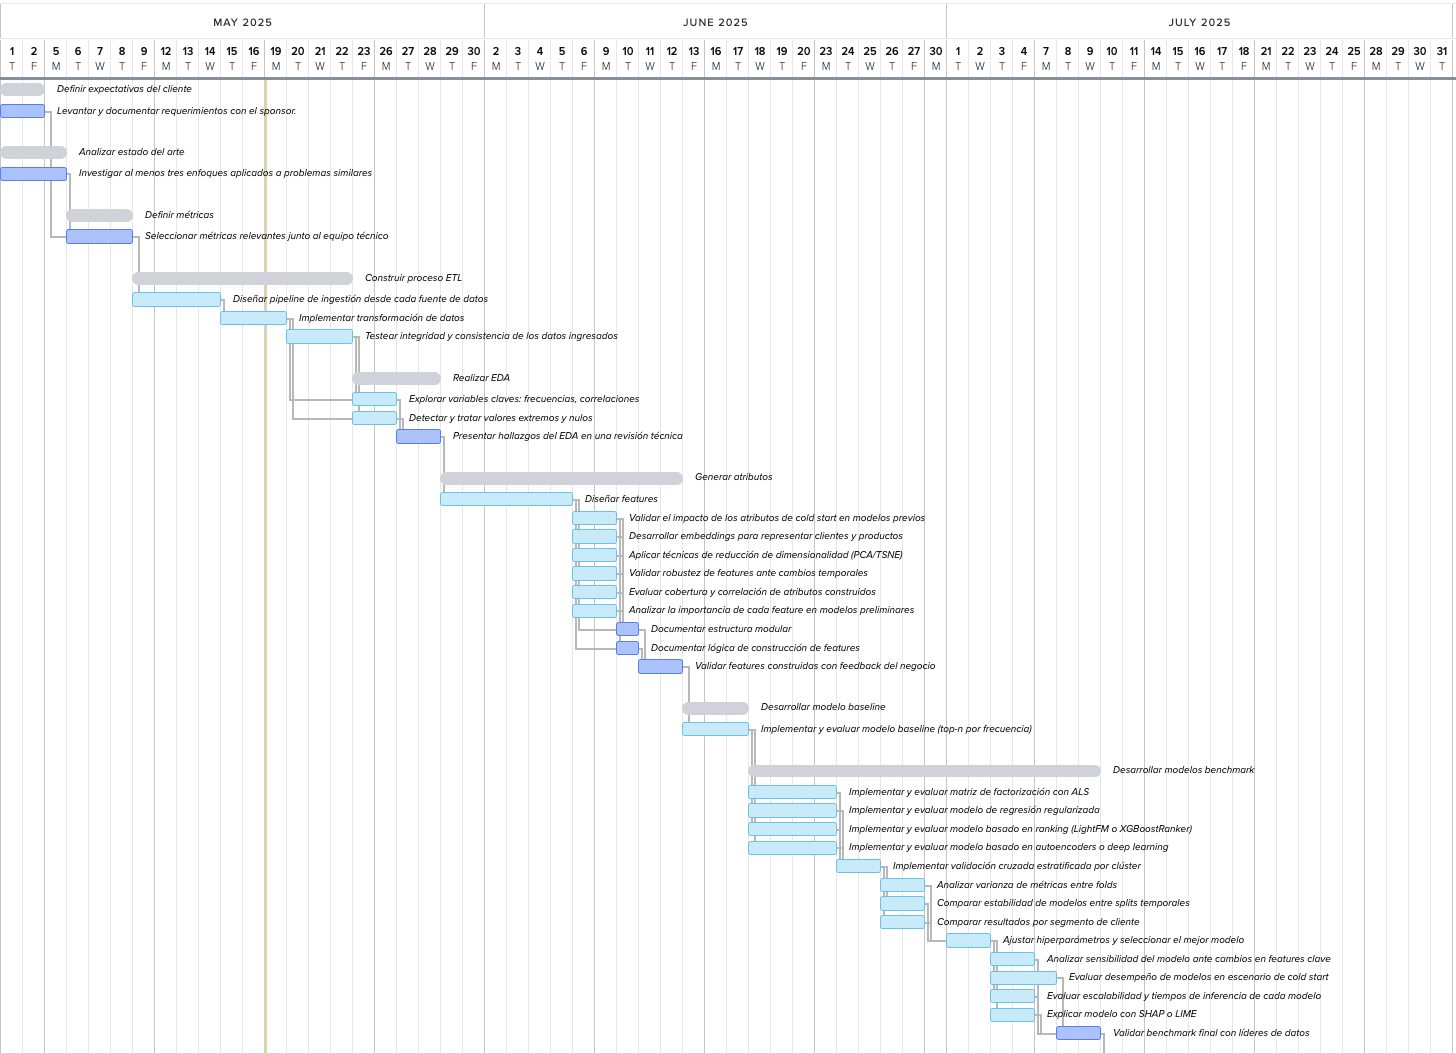 MAY 2025 JUNE 2025 JULY 2025
1 2 5 6 7 8 9 12 13 14 15 16 19 20 21 22 23 26 27 28 29 30 2 3 4 5 6 9 10 11 12 13 16 17 18 19 20 23 24 25 26 27 30 1 2 3 4 7 8 9 10 11 14 15 16 17 18 21 22 23 24 25 28 29 30 31
T F M T W T F M T W T F M T W T F M T W T F M T W T F M T W T F M T W T F M T W T F M T W T F M T W T F M T W T F M T W T F M T W T
Definir expectativas del cliente
Levantar y documentar requerimientos con el sponsor.
Analizar estado del arte
Investigar al menos tres enfoques aplicados a problemas similares
Definir métricas
Seleccionar métricas relevantes junto al equipo técnico
Construir proceso ETL
Diseñar pipeline de ingestión desde cada fuente de datos
Implementar transformación de datos
Testear integridad y consistencia de los datos ingresados
Realizar EDA
Explorar variables claves: frecuencias, correlaciones
Detectar y tratar valores extremos y nulos
Presentar hallazgos del EDA en una revisión técnica
Generar atributos
Diseñar features
Validar el impacto de los atributos de cold start en modelos previos
Desarrollar embeddings para representar clientes y productos
Aplicar técnicas de reducción de dimensionalidad (PCA/TSNE)
Validar robustez de features ante cambios temporales
Evaluar cobertura y correlación de atributos construidos
Analizar la importancia de cada feature en modelos preliminares
Documentar estructura modular
Documentar lógica de construcción de features
Validar features construidas con feedback del negocio
Desarrollar modelo baseline
Implementar y evaluar modelo baseline (top-n por frecuencia)
Desarrollar modelos benchmark
Implementar y evaluar matriz de factorización con ALS
Implementar y evaluar modelo de regresión regularizada
Implementar y evaluar modelo basado en ranking (LightFM o XGBoostRanker)
Implementar y evaluar modelo basado en autoencoders o deep learning
Implementar validación cruzada estratificada por clúster
Analizar varianza de métricas entre folds
Comparar estabilidad de modelos entre splits temporales
Comparar resultados por segmento de cliente
Ajustar hiperparámetros y seleccionar el mejor modelo
Analizar sensibilidad del modelo ante cambios en features clave
Evaluar desempeño de modelos en escenario de cold start
Evaluar escalabilidad y tiempos de inferencia de cada modelo
Explicar modelo con SHAP o LIME
Validar benchmark final con líderes de datos